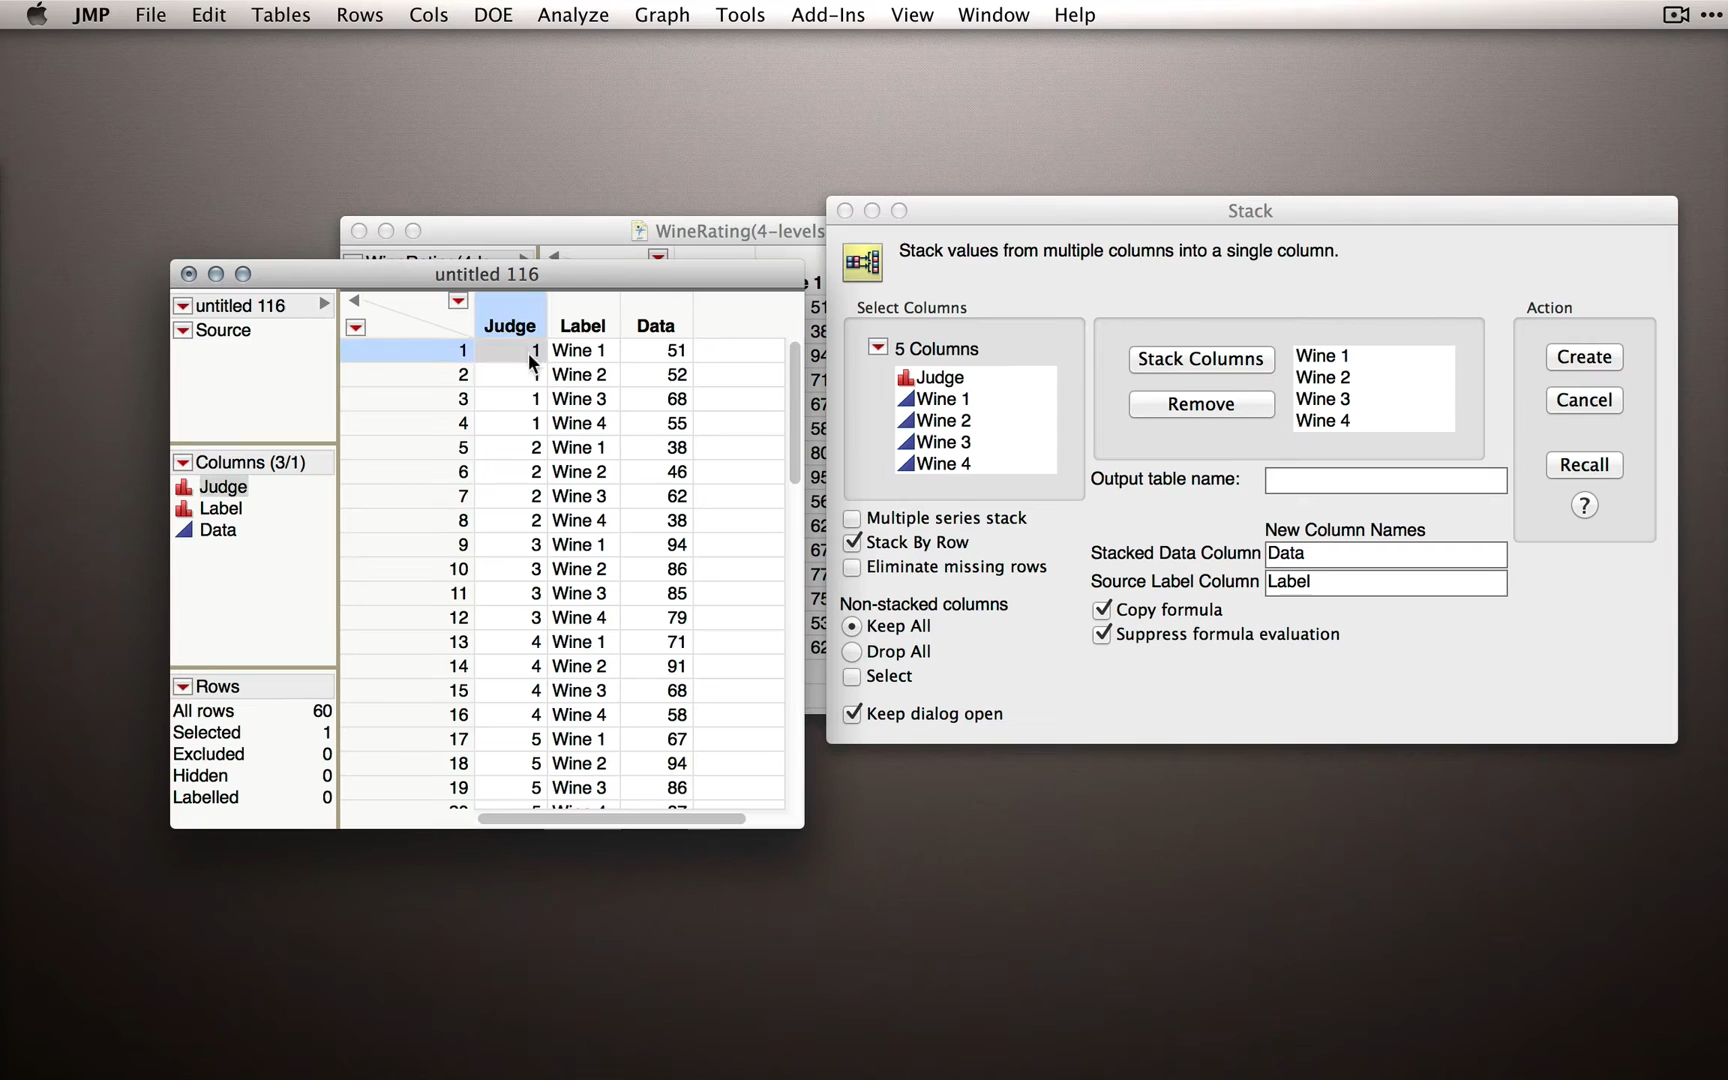 JMP File Edit Tables Rows Cols DOE Analyze Graph Tools Add-Ins View Window Help
WineRating(4-levels
untitled 116
untitled 116
Source
Columns (3/1)
Judge
Label
Data
Rows
All rows 60
Selected 1
Excluded 0
Hidden 0
Labelled 0
Judge Label Data
1 1 Wine 1 51
2 Wine 2 52
3 1 Wine 3 68
4 1 Wine 4 55
5 2 Wine 1 38
6 2 Wine 2 46
7 2 Wine 3 62
8 2 Wine 4 38
9 3 Wine 1 94
10 3 Wine 2 86
11 3 Wine 3 85
12 3 Wine 4 79
13 4 Wine 1 71
14 4 Wine 2 91
15 4 Wine 3 68
16 4 Wine 4 58
17 5 Wine 1 67
18 5 Wine 2 94
19 5 Wine 3 86
Stack
Stack values from multiple columns into a single column.
Select Columns
5 Columns
Judge
Wine 1
Wine 2
Wine 3
Wine 4
Multiple series stack
Stack By Row
Eliminate missing rows
Non-stacked columns
Keep All
Drop All
Select
Keep dialog open
Stack Columns
Remove
Wine 1
Wine 2
Wine 3
Wine 4
Output table name:
New Column Names
Stacked Data Column Data
Source Label Column Label
Copy formula
Suppress formula evaluation
Action
Create
Cancel
Recall
?